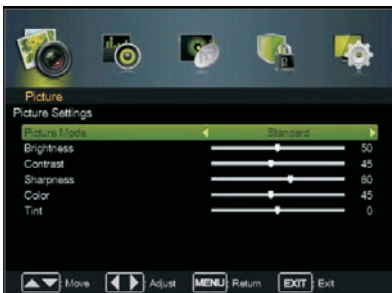 Picture
Picture Settings
Picture Mode Standard
Brightness 50
Contrast 45
Sharpness 60
Color 45
Tint 0
Move Adjust MENU Return EXIT Exit